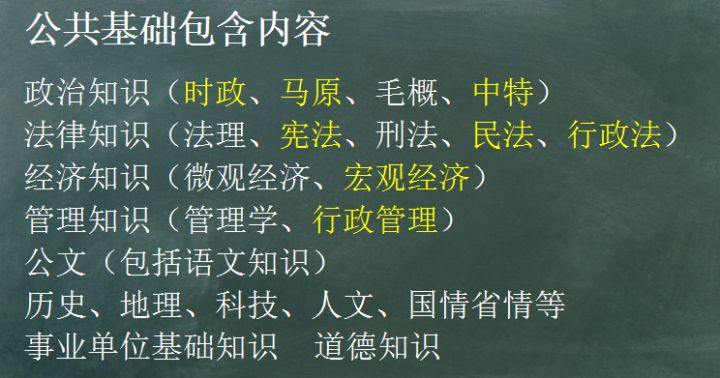 公共基础包含内容
政治知识（时政、马原、毛概、中特）
法律知识（法理、宪法、刑法、民法、行政法）
经济知识（微观经济、宏观经济）
管理知识（管理学、行政管理）
公文（包括语文知识）
历史、地理、科技、人文、国情省情等
事业单位基础知识　道德知识